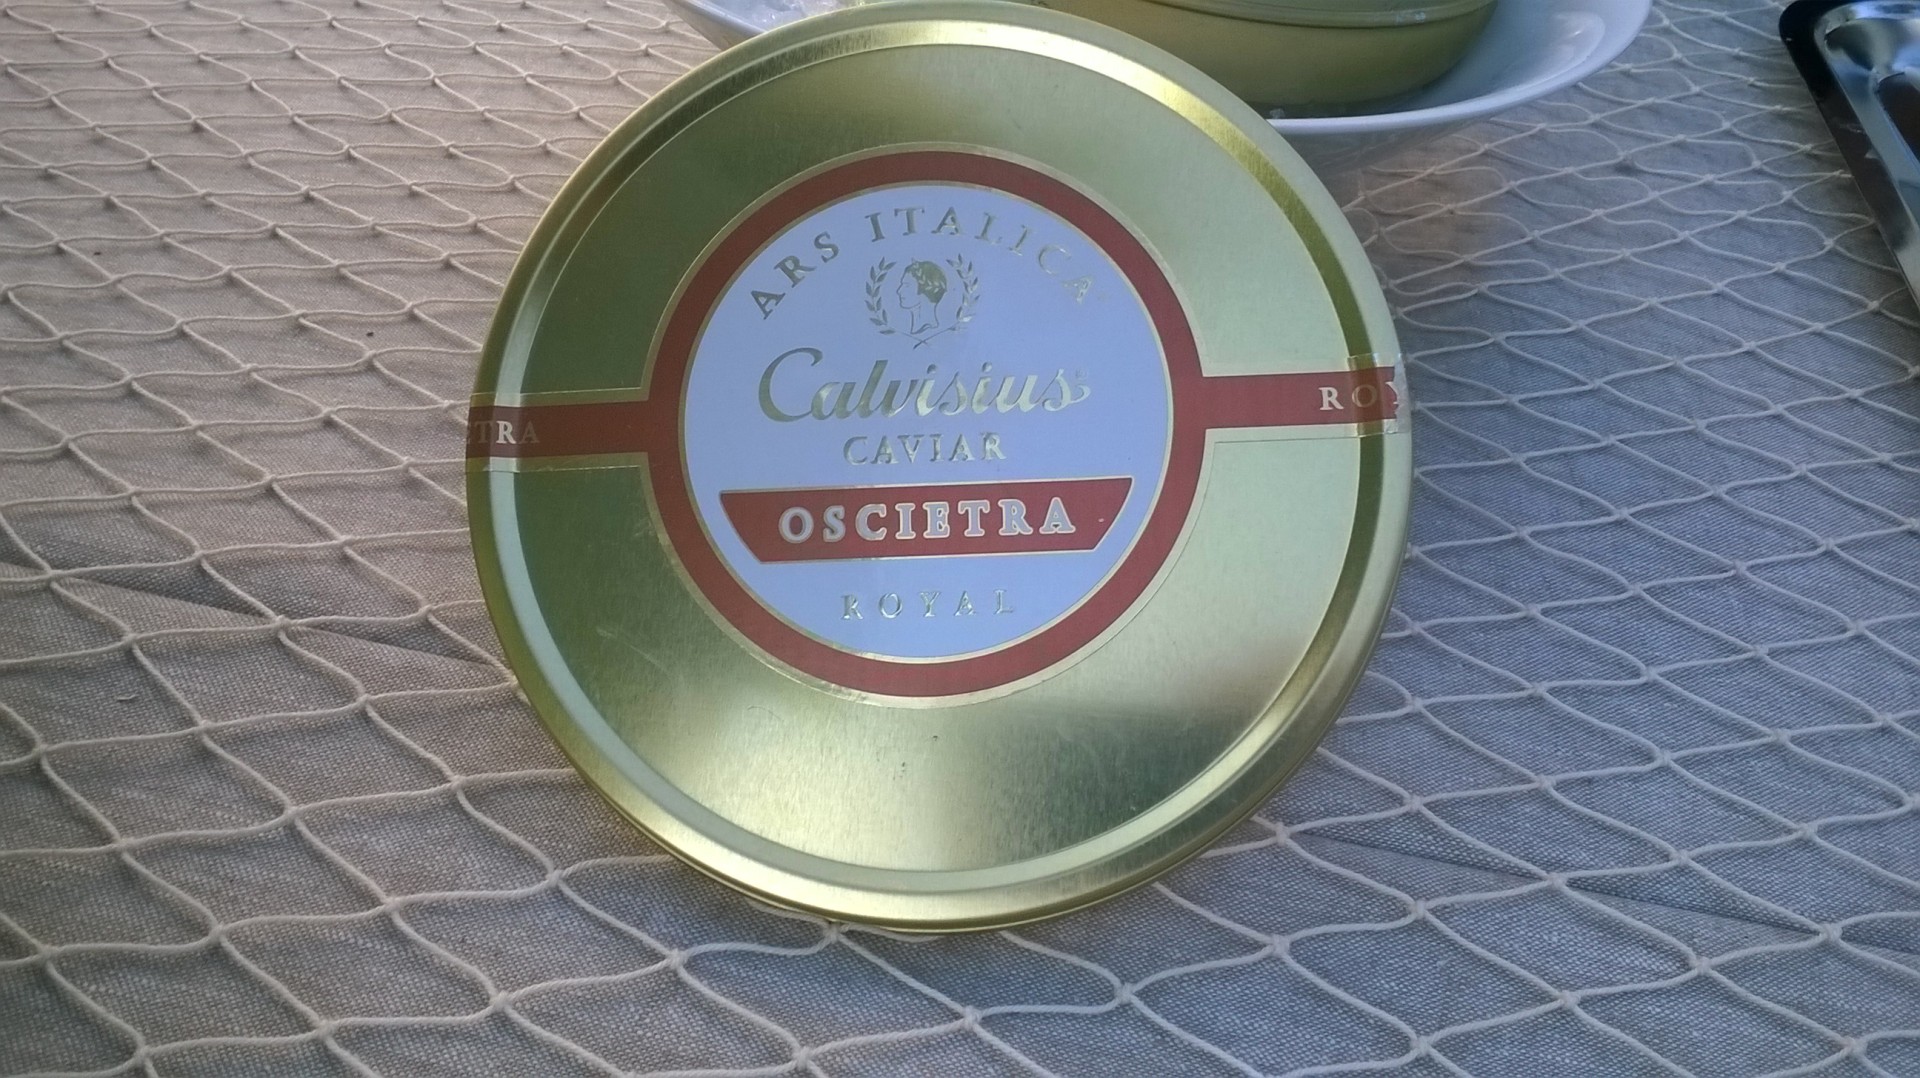 ARS ITALICA
Calvisius
CAVIAR
OSCIETRA
ROYAL